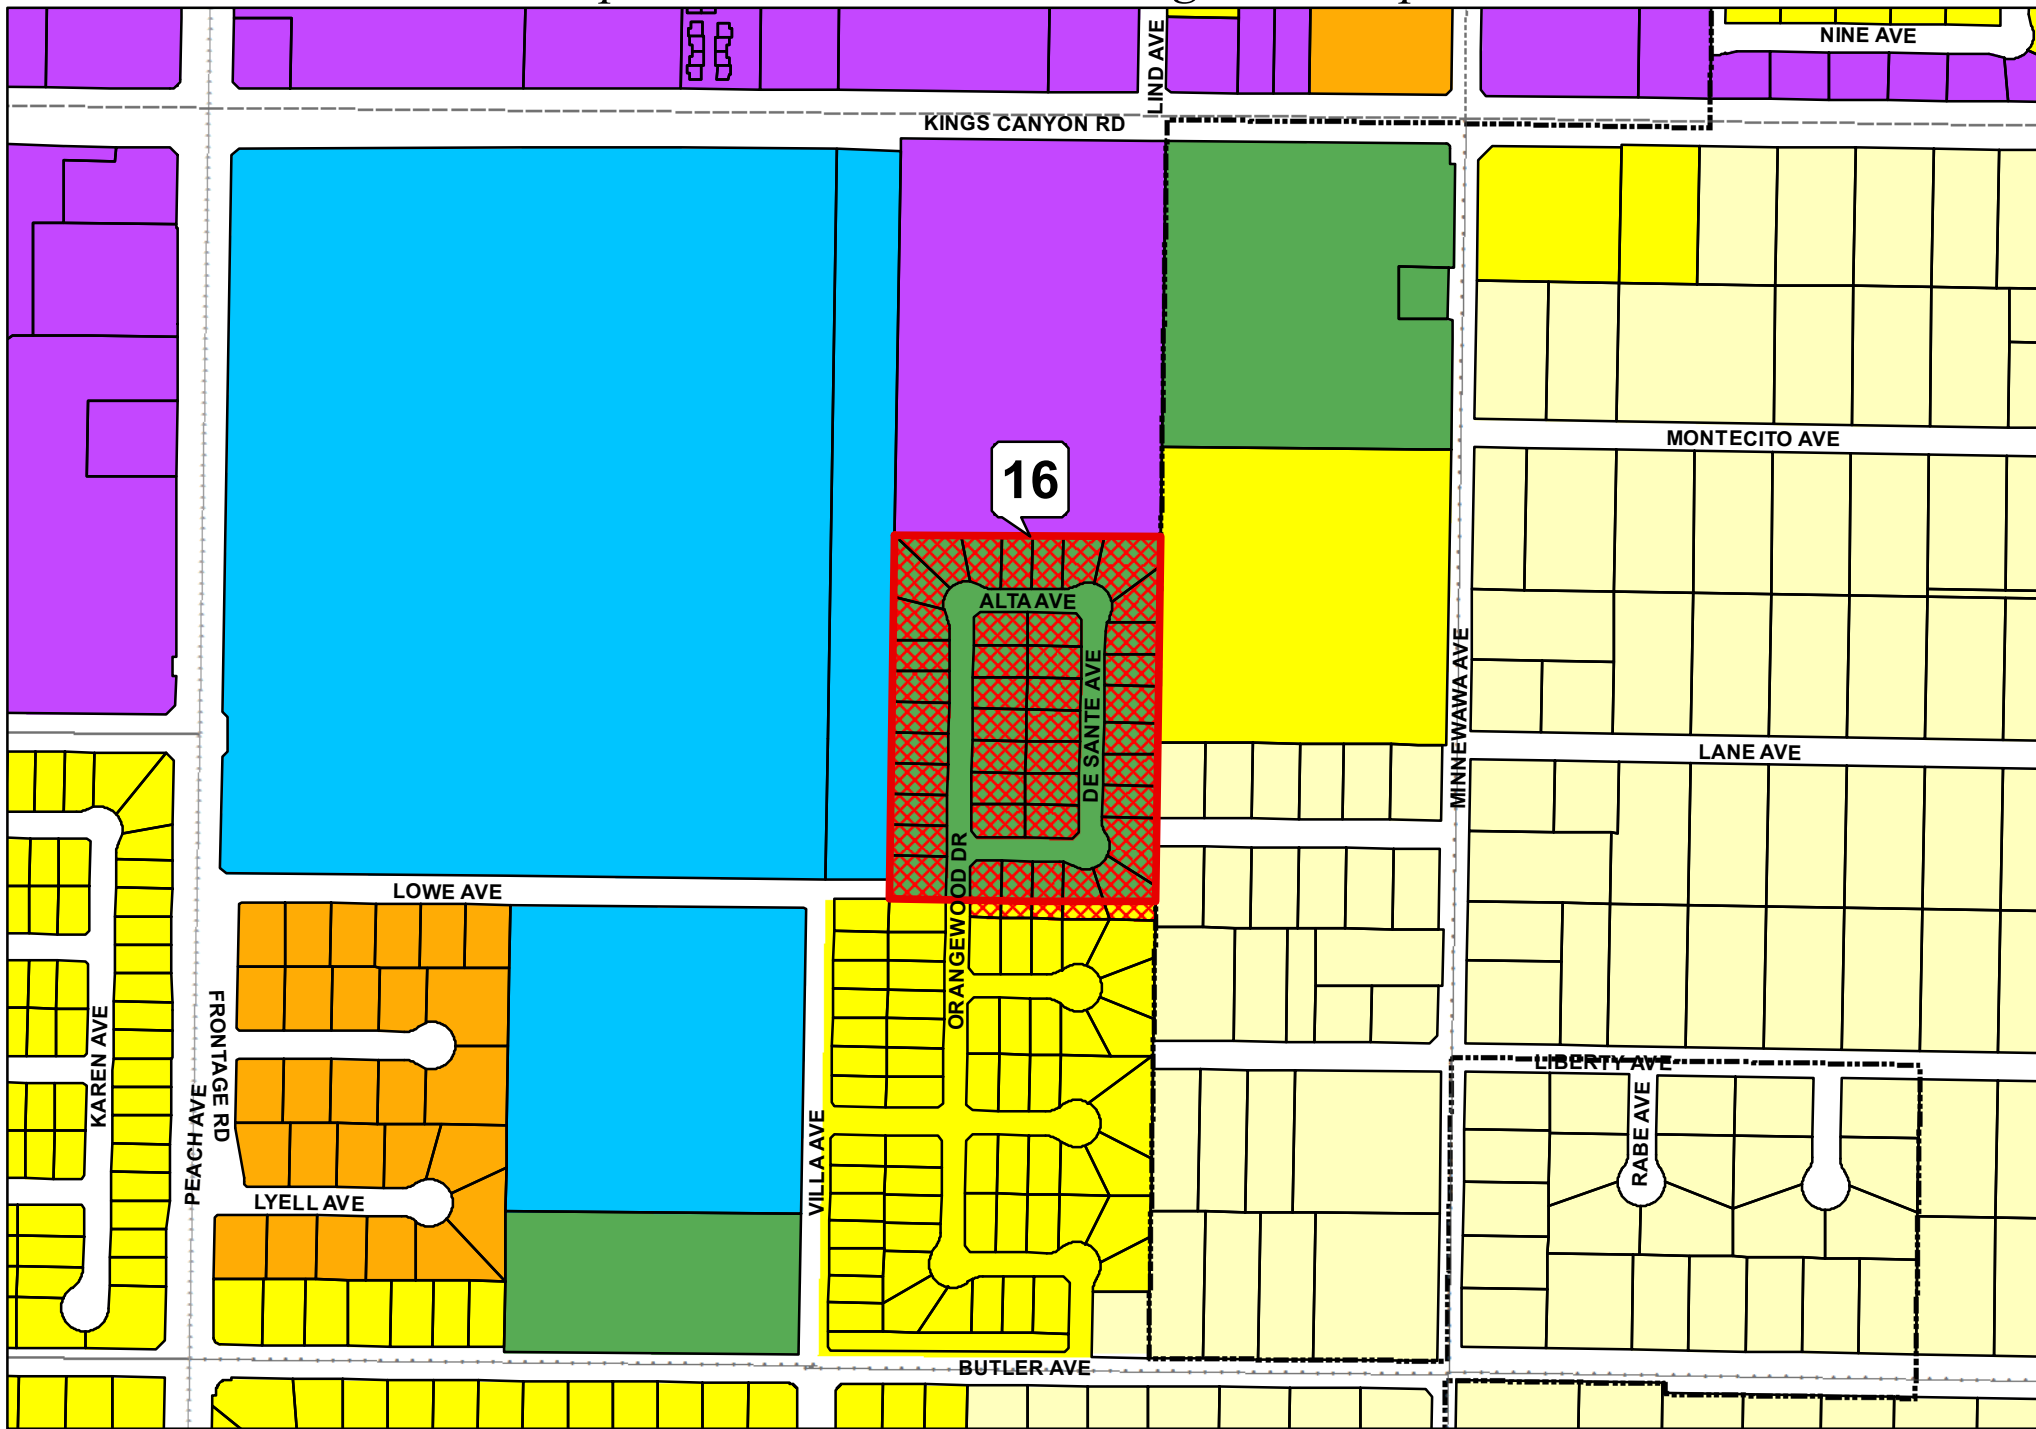 NINE AVE
LIND AVE
KINGS CANYON RD
MONTECITO AVE
16
ALTA AVE
DE SANTE AVE
MINNEWAWA AVE
LANE AVE
ORANGEWOOD DR
LOWE AVE
FRONTAGE RD
KAREN AVE
PEACH AVE
VILLA AVE
LIBERTY AVE
RABE AVE
LYELL AVE
BUTLER AVE